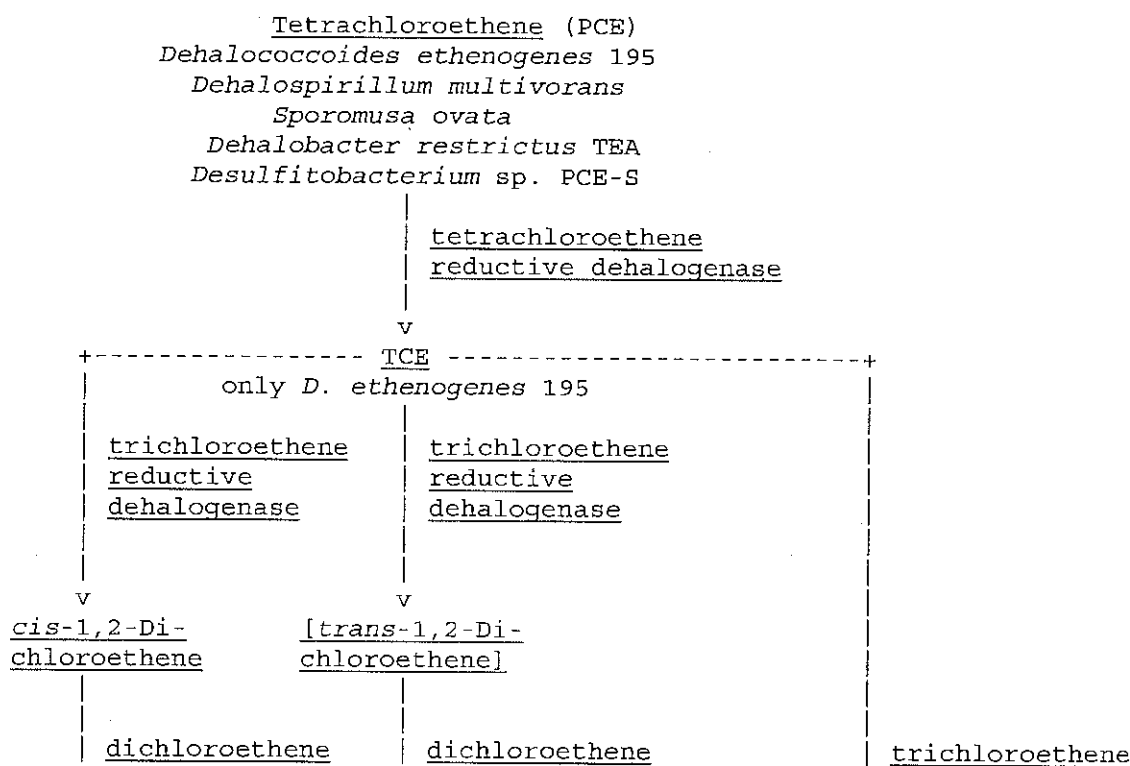 Tetrachloroethene (PCE)
Dehalococcoides ethenogenes 195
Dehalospirillum multivorans
Sporomusa ovata
Dehalobacter restrictus TEA
Desulfitobacterium sp. PCE-S
tetrachloroethene
reductive dehalogenase
v
+----------------- TCE -------------------------+
only D. ethenogenes 195
trichloroethene trichloroethene
reductive reductive
dehalogenase dehalogenase
v v
cis-1,2-Di- [trans-1,2-Di-
chloroethene chloroethene]
dichloroethene dichloroethene trichloroethene